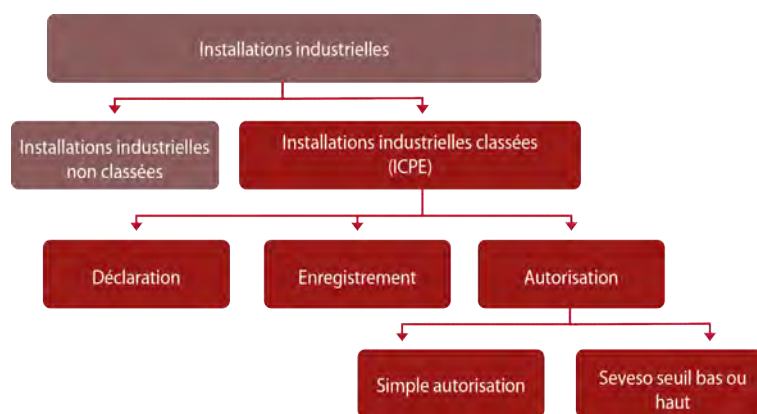 Installations industrielles
Installations industrielles
non classées
Installations industrielles classées
(ICPE)
Déclaration
Enregistrement
Autorisation
Simple autorisation
Seveso seuil bas ou
haut